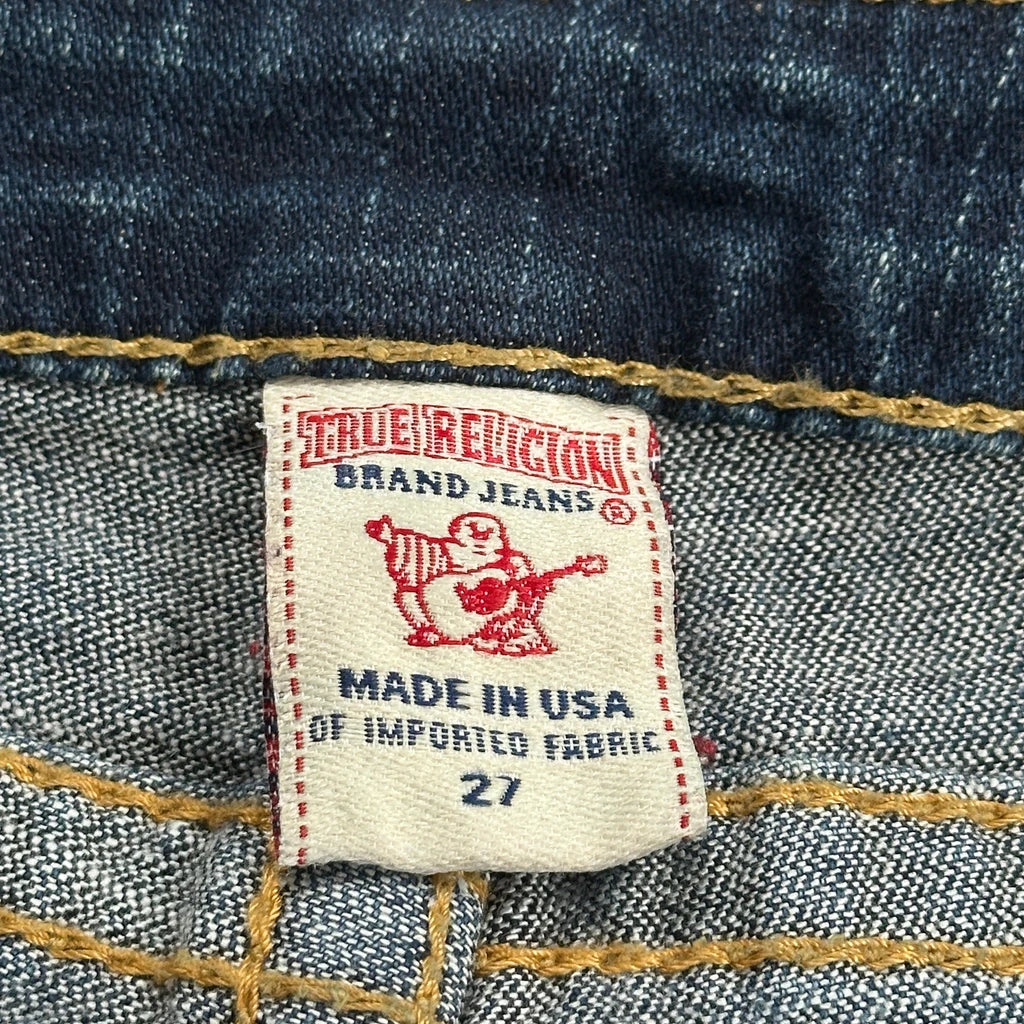 TRUE RELIGION
BRAND JEANS ®
MADE IN USA
OF IMPORTED FABRIC
27